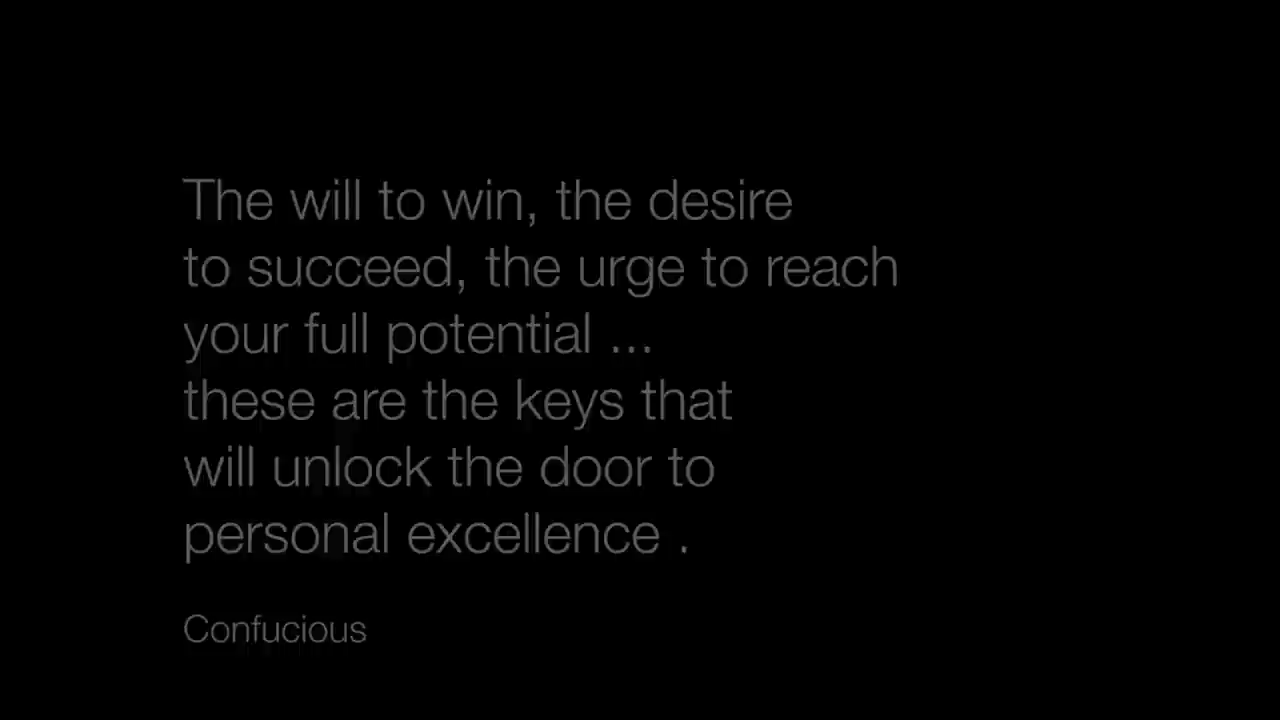 The will to win, the desire
to succeed, the urge to reach
your full potential ...
these are the keys that
will unlock the door to
personal excellence .
Confucious